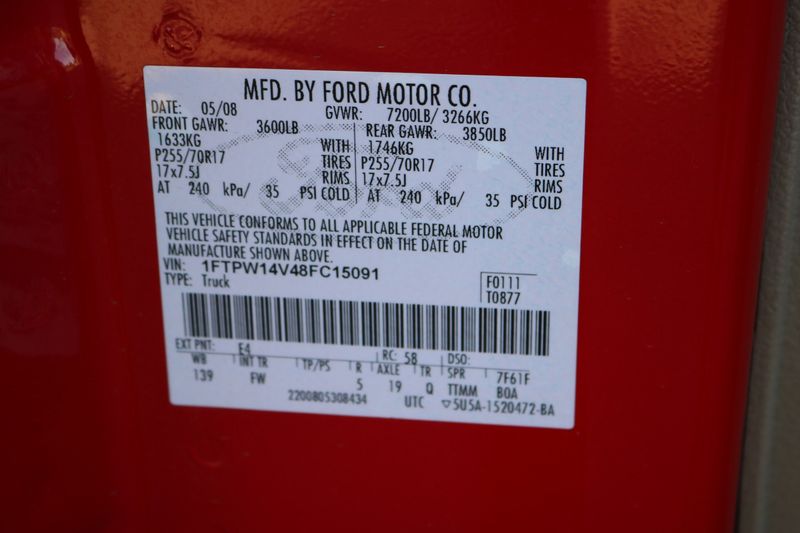 MFD. BY FORD MOTOR CO.
DATE: 05/08 GVWR: 7200LB/ 3266KG
FRONT GAWR: 3600LB REAR GAWR: 3850LB
1633KG WITH 1746KG WITH
P255/70R17 TIRES P255/70R17 TIRES
17x7.5J RIMS 17x7.5J RIMS
AT 240 kPa/ 35 PSI COLD AT 240 kPa/ 35 PSI COLD
Ford
THIS VEHICLE CONFORMS TO ALL APPLICABLE FEDERAL MOTOR
VEHICLE SAFETY STANDARDS IN EFFECT ON THE DATE OF
MANUFACTURE SHOWN ABOVE.
VIN: 1FTPW14V48FC15091 F0111
TYPE: Truck T0877
EXT PNT: E4 RC: 58 DSO:
WB INT TR TP/PS R AXLE TR SPR 7F61F
139 FW 5 19 Q TTMM BOA
2200805308434 UTC ▽5U5A-1520472-BA